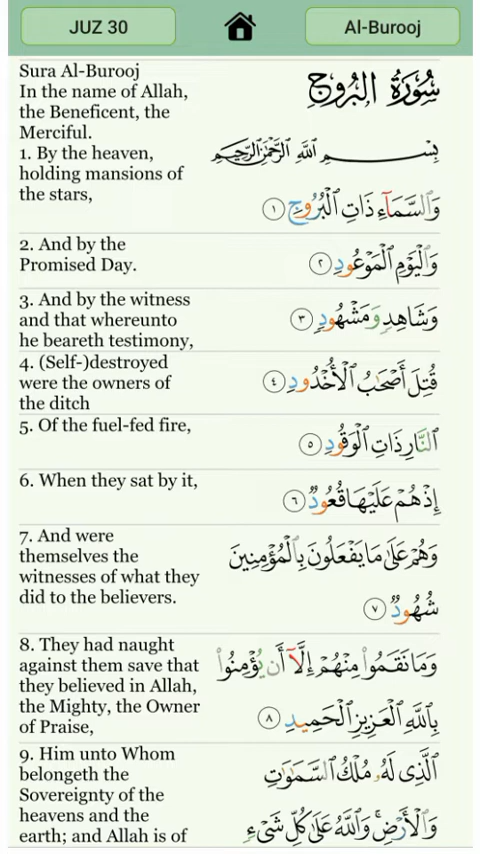 JUZ 30
Al-Burooj
Sura Al-Burooj
In the name of Allah,
the Beneficent, the
Merciful.
سُورَةُ البُرُوجِ
بِسْمِ اللَّهِ الرَّحْمَٰنِ الرَّحِيمِ
1. By the heaven,
holding mansions of
the stars,
وَالسَّمَآءِ ذَاتِ الْبُرُوجِ ١
2. And by the
Promised Day.
وَالْيَوْمِ الْمَوْعُودِ ٢
3. And by the witness
and that whereunto
he beareth testimony,
وَشَاهِدٍ وَمَشْهُودٍ ٣
4. (Self-)destroyed
were the owners of
the ditch
قُتِلَ أَصْحَٰبُ الْأُخْدُودِ ٤
5. Of the fuel-fed fire,
النَّارِ ذَاتِ الْوَقُودِ ٥
6. When they sat by it,
إِذْ هُمْ عَلَيْهَا قُعُودٌ ٦
7. And were
themselves the
witnesses of what they
did to the believers.
وَهُمْ عَلَىٰ مَا يَفْعَلُونَ بِالْمُؤْمِنِينَ
شُهُودٌ ٧
8. They had naught
against them save that
they believed in Allah,
the Mighty, the Owner
of Praise,
وَمَا نَقَمُوا مِنْهُمْ إِلَّآ أَن يُؤْمِنُوا
بِاللَّهِ الْعَزِيزِ الْحَمِيدِ ٨
9. Him unto Whom
belongeth the
Sovereignty of the
heavens and the
earth; and Allah is of
الَّذِى لَهُۥ مُلْكُ السَّمَٰوَٰتِ
وَالْأَرْضِ ۚ وَاللَّهُ عَلَىٰ كُلِّ شَىْءٍ